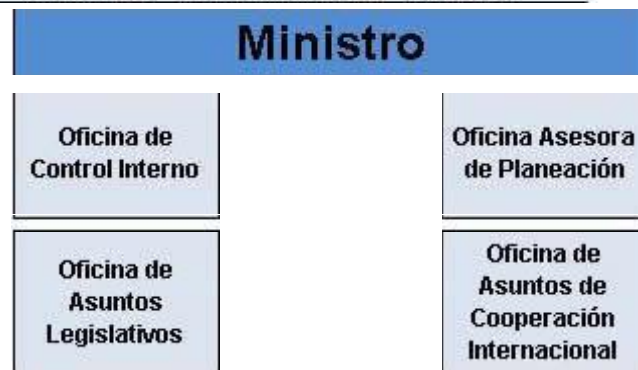 Ministro
Oficina de
Control Interno
Oficina Asesora
de Planeación
Oficina de
Asuntos
Legislativos
Oficina de
Asuntos de
Cooperación
Internacional